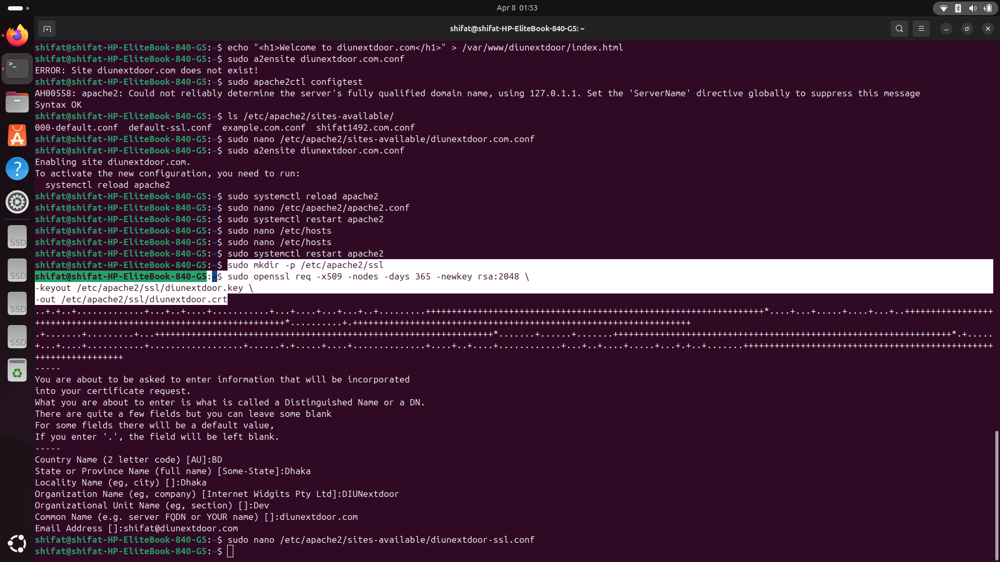 Apr 8 01:53
shifat@shifat-HP-EliteBook-840-G5: ~
shifat@shifat-HP-EliteBook-840-G5:~$ echo "<h1>Welcome to diunextdoor.com</h1>" > /var/www/diunextdoor/index.html
shifat@shifat-HP-EliteBook-840-G5:~$ sudo a2ensite diunextdoor.com.conf
ERROR: Site diunextdoor.com does not exist!
shifat@shifat-HP-EliteBook-840-G5:~$ sudo apache2ctl configtest
AH00558: apache2: Could not reliably determine the server's fully qualified domain name, using 127.0.1.1. Set the 'ServerName' directive globally to suppress this message
Syntax OK
shifat@shifat-HP-EliteBook-840-G5:~$ ls /etc/apache2/sites-available/
000-default.conf  default-ssl.conf  example.com.conf  shifat1492.com.conf
shifat@shifat-HP-EliteBook-840-G5:~$ sudo nano /etc/apache2/sites-available/diunextdoor.com.conf
shifat@shifat-HP-EliteBook-840-G5:~$ sudo a2ensite diunextdoor.com.conf
Enabling site diunextdoor.com.
To activate the new configuration, you need to run:
  systemctl reload apache2
shifat@shifat-HP-EliteBook-840-G5:~$ sudo systemctl reload apache2
shifat@shifat-HP-EliteBook-840-G5:~$ sudo nano /etc/apache2/apache2.conf
shifat@shifat-HP-EliteBook-840-G5:~$ sudo systemctl restart apache2
shifat@shifat-HP-EliteBook-840-G5:~$ sudo nano /etc/hosts
shifat@shifat-HP-EliteBook-840-G5:~$ sudo nano /etc/hosts
shifat@shifat-HP-EliteBook-840-G5:~$ sudo systemctl restart apache2
shifat@shifat-HP-EliteBook-840-G5:~$ sudo mkdir -p /etc/apache2/ssl
shifat@shifat-HP-EliteBook-840-G5:~$ sudo openssl req -x509 -nodes -days 365 -newkey rsa:2048 \
-keyout /etc/apache2/ssl/diunextdoor.key \
-out /etc/apache2/ssl/diunextdoor.crt
-----
You are about to be asked to enter information that will be incorporated
into your certificate request.
What you are about to enter is what is called a Distinguished Name or a DN.
There are quite a few fields but you can leave some blank
For some fields there will be a default value,
If you enter '.', the field will be left blank.
-----
Country Name (2 letter code) [AU]:BD
State or Province Name (full name) [Some-State]:Dhaka
Locality Name (eg, city) []:Dhaka
Organization Name (eg, company) [Internet Widgits Pty Ltd]:DIUNextdoor
Organizational Unit Name (eg, section) []:Dev
Common Name (e.g. server FQDN or YOUR name) []:diunextdoor.com
Email Address []:shifat@diunextdoor.com
shifat@shifat-HP-EliteBook-840-G5:~$ sudo nano /etc/apache2/sites-available/diunextdoor-ssl.conf
shifat@shifat-HP-EliteBook-840-G5:~$
SSD
SSD
SSD
SSD